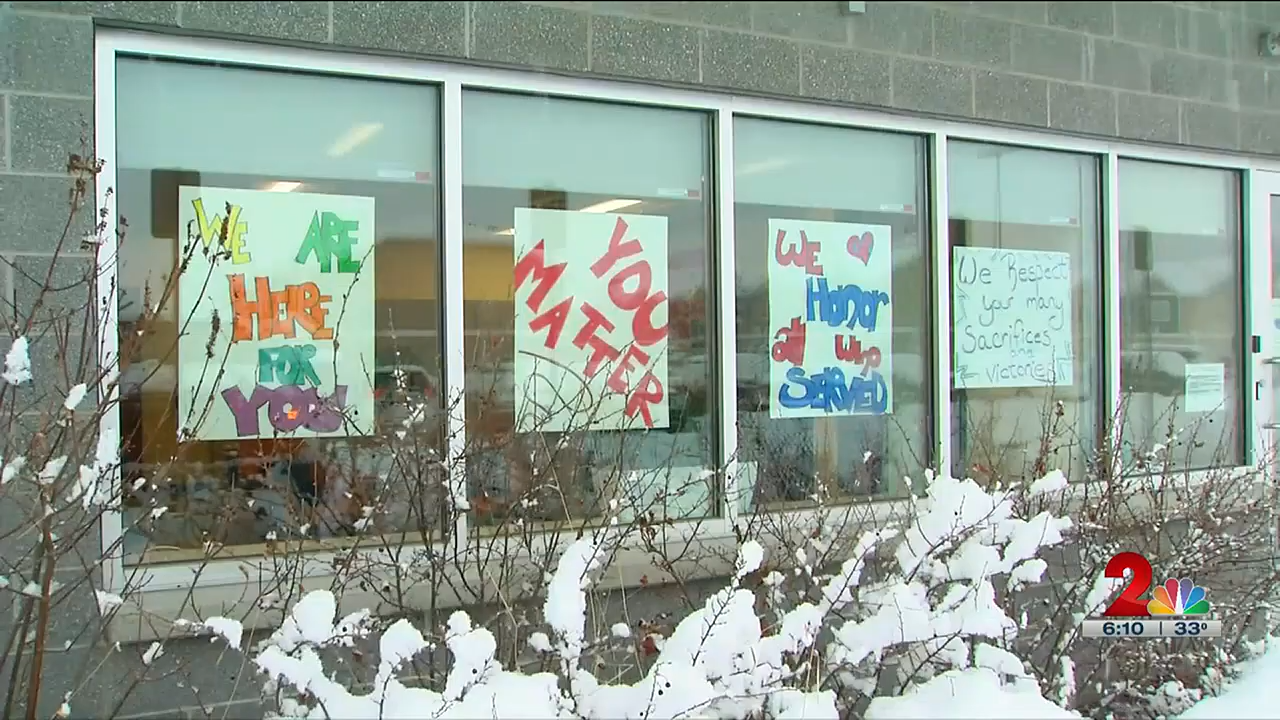 WE ARE
HERE
FOR
YOU
YOU
MATTER
WE
Honor
all who
SERVED
We Respect
your many
Sacrifices
and
2
6:10 | 33°